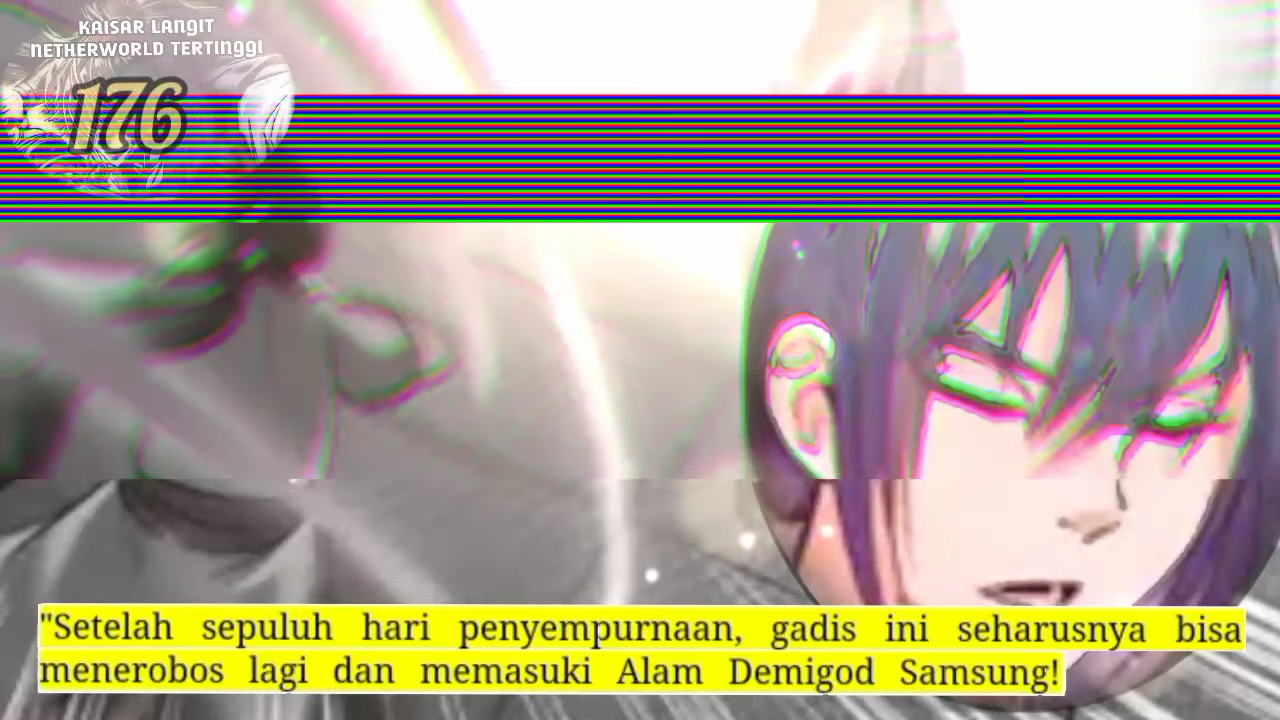 KAISAR LANGIT
NETHERWORLD TERTINGGI
176
"Setelah sepuluh hari penyempurnaan, gadis ini seharusnya bisa
menerobos lagi dan memasuki Alam Demigod Samsung!